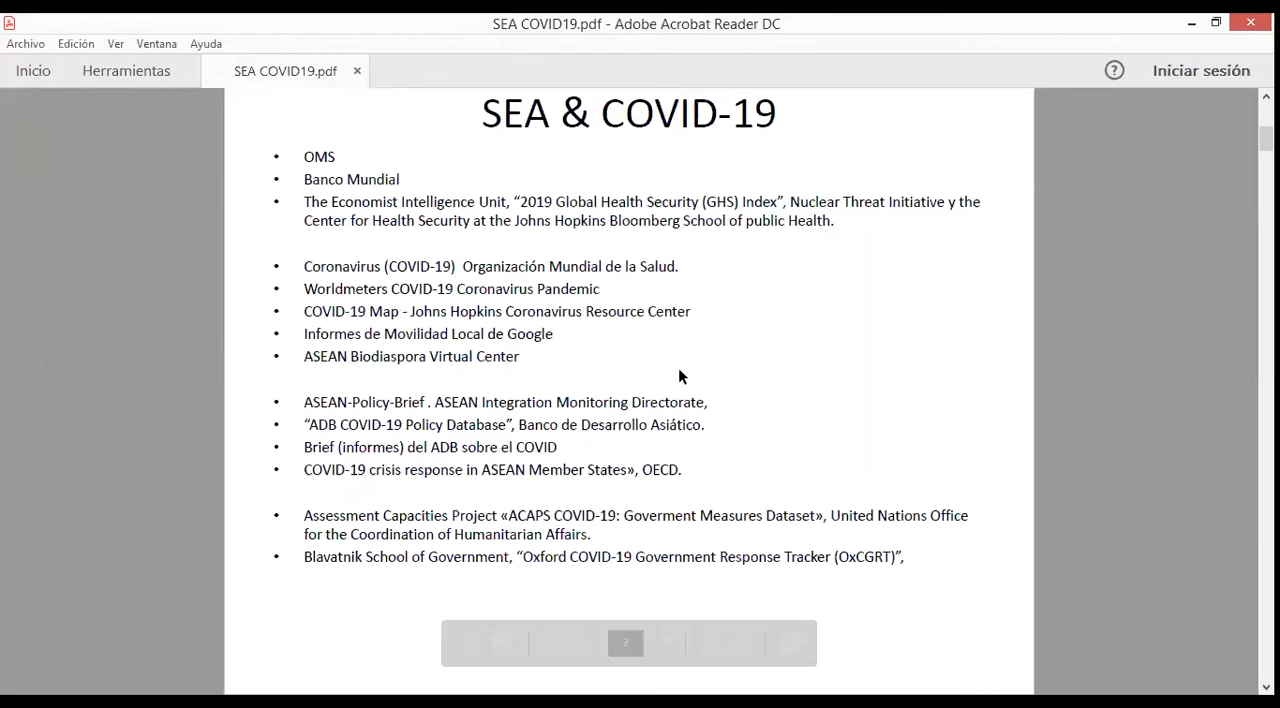 SEA COVID19.pdf - Adobe Acrobat Reader DC
Archivo Edición Ver Ventana Ayuda
Inicio Herramientas SEA COVID19.pdf × ? Iniciar sesión
SEA & COVID-19
• OMS
• Banco Mundial
• The Economist Intelligence Unit, “2019 Global Health Security (GHS) Index”, Nuclear Threat Initiative y the
Center for Health Security at the Johns Hopkins Bloomberg School of public Health.
• Coronavirus (COVID-19) Organización Mundial de la Salud.
• Worldmeters COVID-19 Coronavirus Pandemic
• COVID-19 Map - Johns Hopkins Coronavirus Resource Center
• Informes de Movilidad Local de Google
• ASEAN Biodiaspora Virtual Center
• ASEAN-Policy-Brief . ASEAN Integration Monitoring Directorate,
• “ADB COVID-19 Policy Database”, Banco de Desarrollo Asiático.
• Brief (informes) del ADB sobre el COVID
• COVID-19 crisis response in ASEAN Member States», OECD.
• Assessment Capacities Project «ACAPS COVID-19: Goverment Measures Dataset», United Nations Office
for the Coordination of Humanitarian Affairs.
• Blavatnik School of Government, “Oxford COVID-19 Government Response Tracker (OxCGRT)”,
2